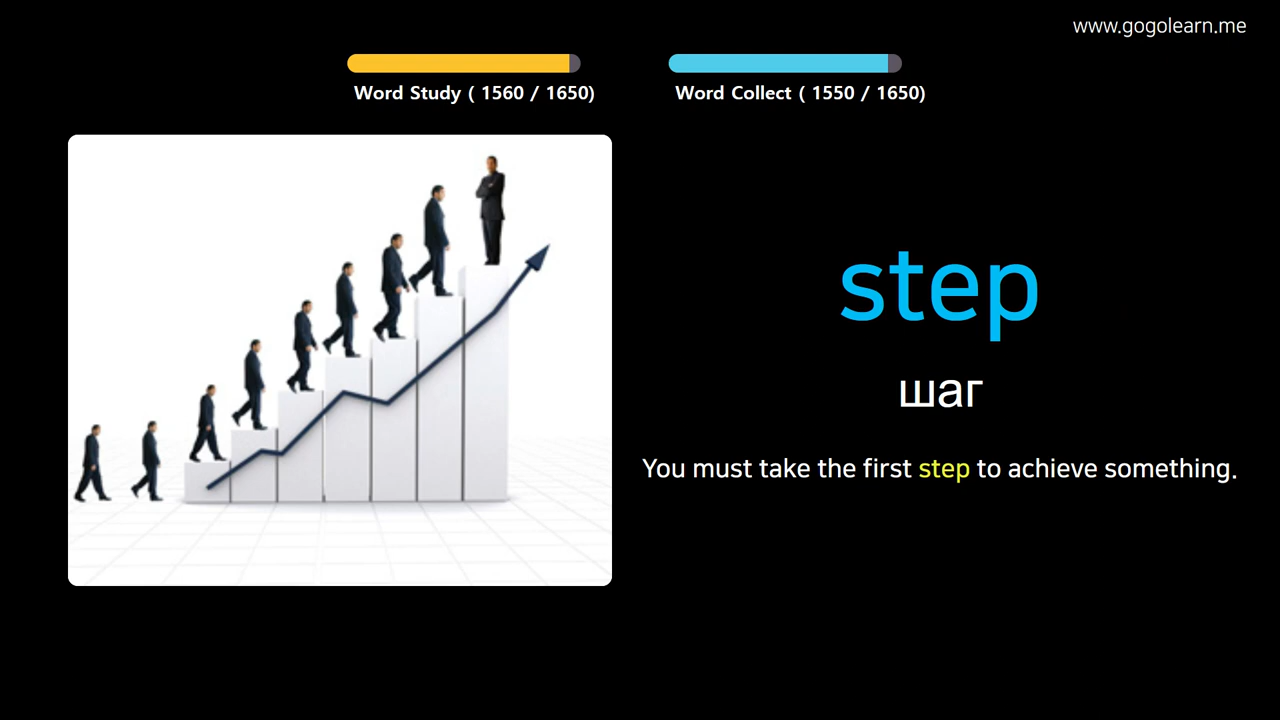 www.gogolearn.me
Word Study ( 1560 / 1650)
Word Collect ( 1550 / 1650)
step
шаг
You must take the first step to achieve something.